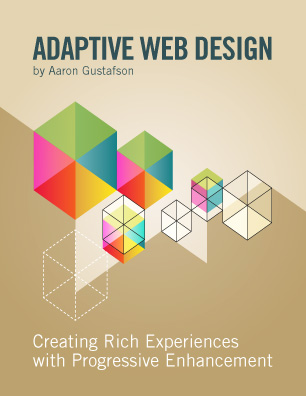 ADAPTIVE WEB DESIGN
by Aaron Gustafson
Creating Rich Experiences
with Progressive Enhancement